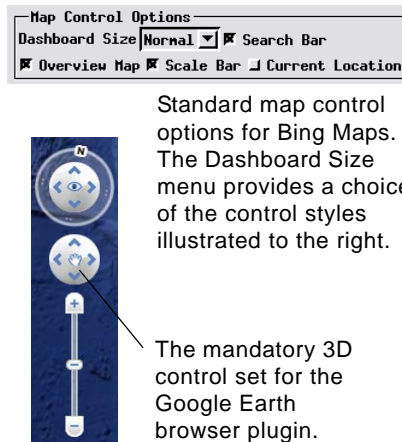 Map Control Options
Dashboard Size Normal Search Bar
Overview Map Scale Bar Current Location
Standard map control
options for Bing Maps.
The Dashboard Size
menu provides a choice
of the control styles
illustrated to the right.
N
The mandatory 3D
control set for the
Google Earth
browser plugin.